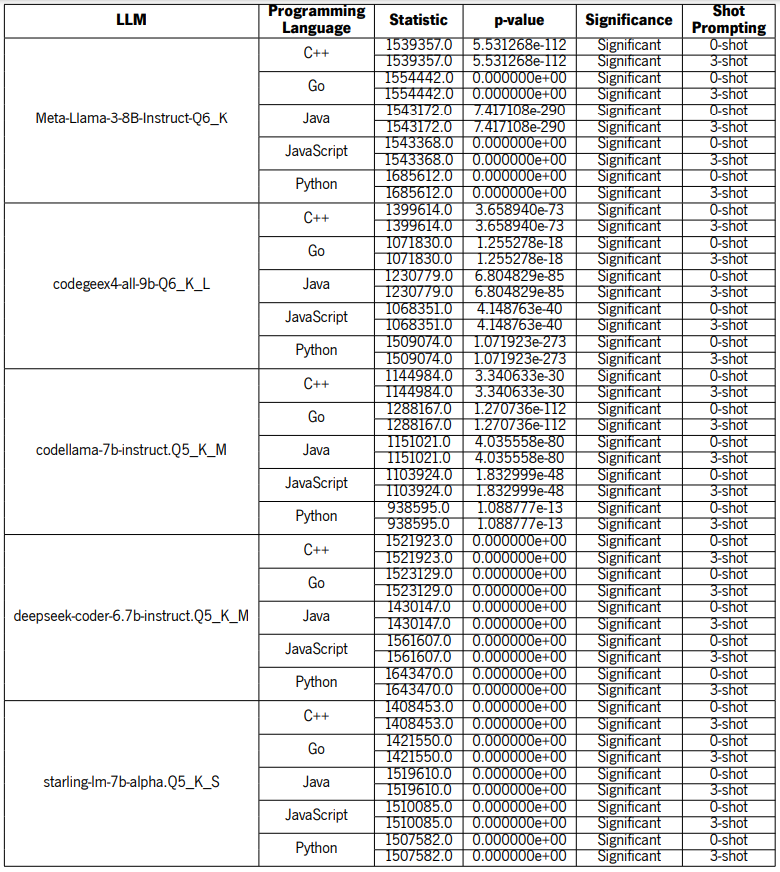 LLM Programming Language Statistic p-value Significance Shot Prompting
Meta-Llama-3-8B-Instruct-Q6_K
C++
1539357.0 5.531268e-112 Significant 0-shot
1539357.0 5.531268e-112 Significant 3-shot
Go
1554442.0 0.000000e+00 Significant 0-shot
1554442.0 0.000000e+00 Significant 3-shot
Java
1543172.0 7.417108e-290 Significant 0-shot
1543172.0 7.417108e-290 Significant 3-shot
JavaScript
1543368.0 0.000000e+00 Significant 0-shot
1543368.0 0.000000e+00 Significant 3-shot
Python
1685612.0 0.000000e+00 Significant 0-shot
1685612.0 0.000000e+00 Significant 3-shot
codegeex4-all-9b-Q6_K_L
C++
1399614.0 3.658940e-73 Significant 0-shot
1399614.0 3.658940e-73 Significant 3-shot
Go
1071830.0 1.255278e-18 Significant 0-shot
1071830.0 1.255278e-18 Significant 3-shot
Java
1230779.0 6.804829e-85 Significant 0-shot
1230779.0 6.804829e-85 Significant 3-shot
JavaScript
1068351.0 4.148763e-40 Significant 0-shot
1068351.0 4.148763e-40 Significant 3-shot
Python
1509074.0 1.071923e-273 Significant 0-shot
1509074.0 1.071923e-273 Significant 3-shot
codellama-7b-instruct.Q5_K_M
C++
1144984.0 3.340633e-30 Significant 0-shot
1144984.0 3.340633e-30 Significant 3-shot
Go
1288167.0 1.270736e-112 Significant 0-shot
1288167.0 1.270736e-112 Significant 3-shot
Java
1151021.0 4.035558e-80 Significant 0-shot
1151021.0 4.035558e-80 Significant 3-shot
JavaScript
1103924.0 1.832999e-48 Significant 0-shot
1103924.0 1.832999e-48 Significant 3-shot
Python
938595.0 1.088777e-13 Significant 0-shot
938595.0 1.088777e-13 Significant 3-shot
deepseek-coder-6.7b-instruct.Q5_K_M
C++
1521923.0 0.000000e+00 Significant 0-shot
1521923.0 0.000000e+00 Significant 3-shot
Go
1523129.0 0.000000e+00 Significant 0-shot
1523129.0 0.000000e+00 Significant 3-shot
Java
1430147.0 0.000000e+00 Significant 0-shot
1430147.0 0.000000e+00 Significant 3-shot
JavaScript
1561607.0 0.000000e+00 Significant 0-shot
1561607.0 0.000000e+00 Significant 3-shot
Python
1643470.0 0.000000e+00 Significant 0-shot
1643470.0 0.000000e+00 Significant 3-shot
starling-lm-7b-alpha.Q5_K_S
C++
1408453.0 0.000000e+00 Significant 0-shot
1408453.0 0.000000e+00 Significant 3-shot
Go
1421550.0 0.000000e+00 Significant 0-shot
1421550.0 0.000000e+00 Significant 3-shot
Java
1519610.0 0.000000e+00 Significant 0-shot
1519610.0 0.000000e+00 Significant 3-shot
JavaScript
1510085.0 0.000000e+00 Significant 0-shot
1510085.0 0.000000e+00 Significant 3-shot
Python
1507582.0 0.000000e+00 Significant 0-shot
1507582.0 0.000000e+00 Significant 3-shot